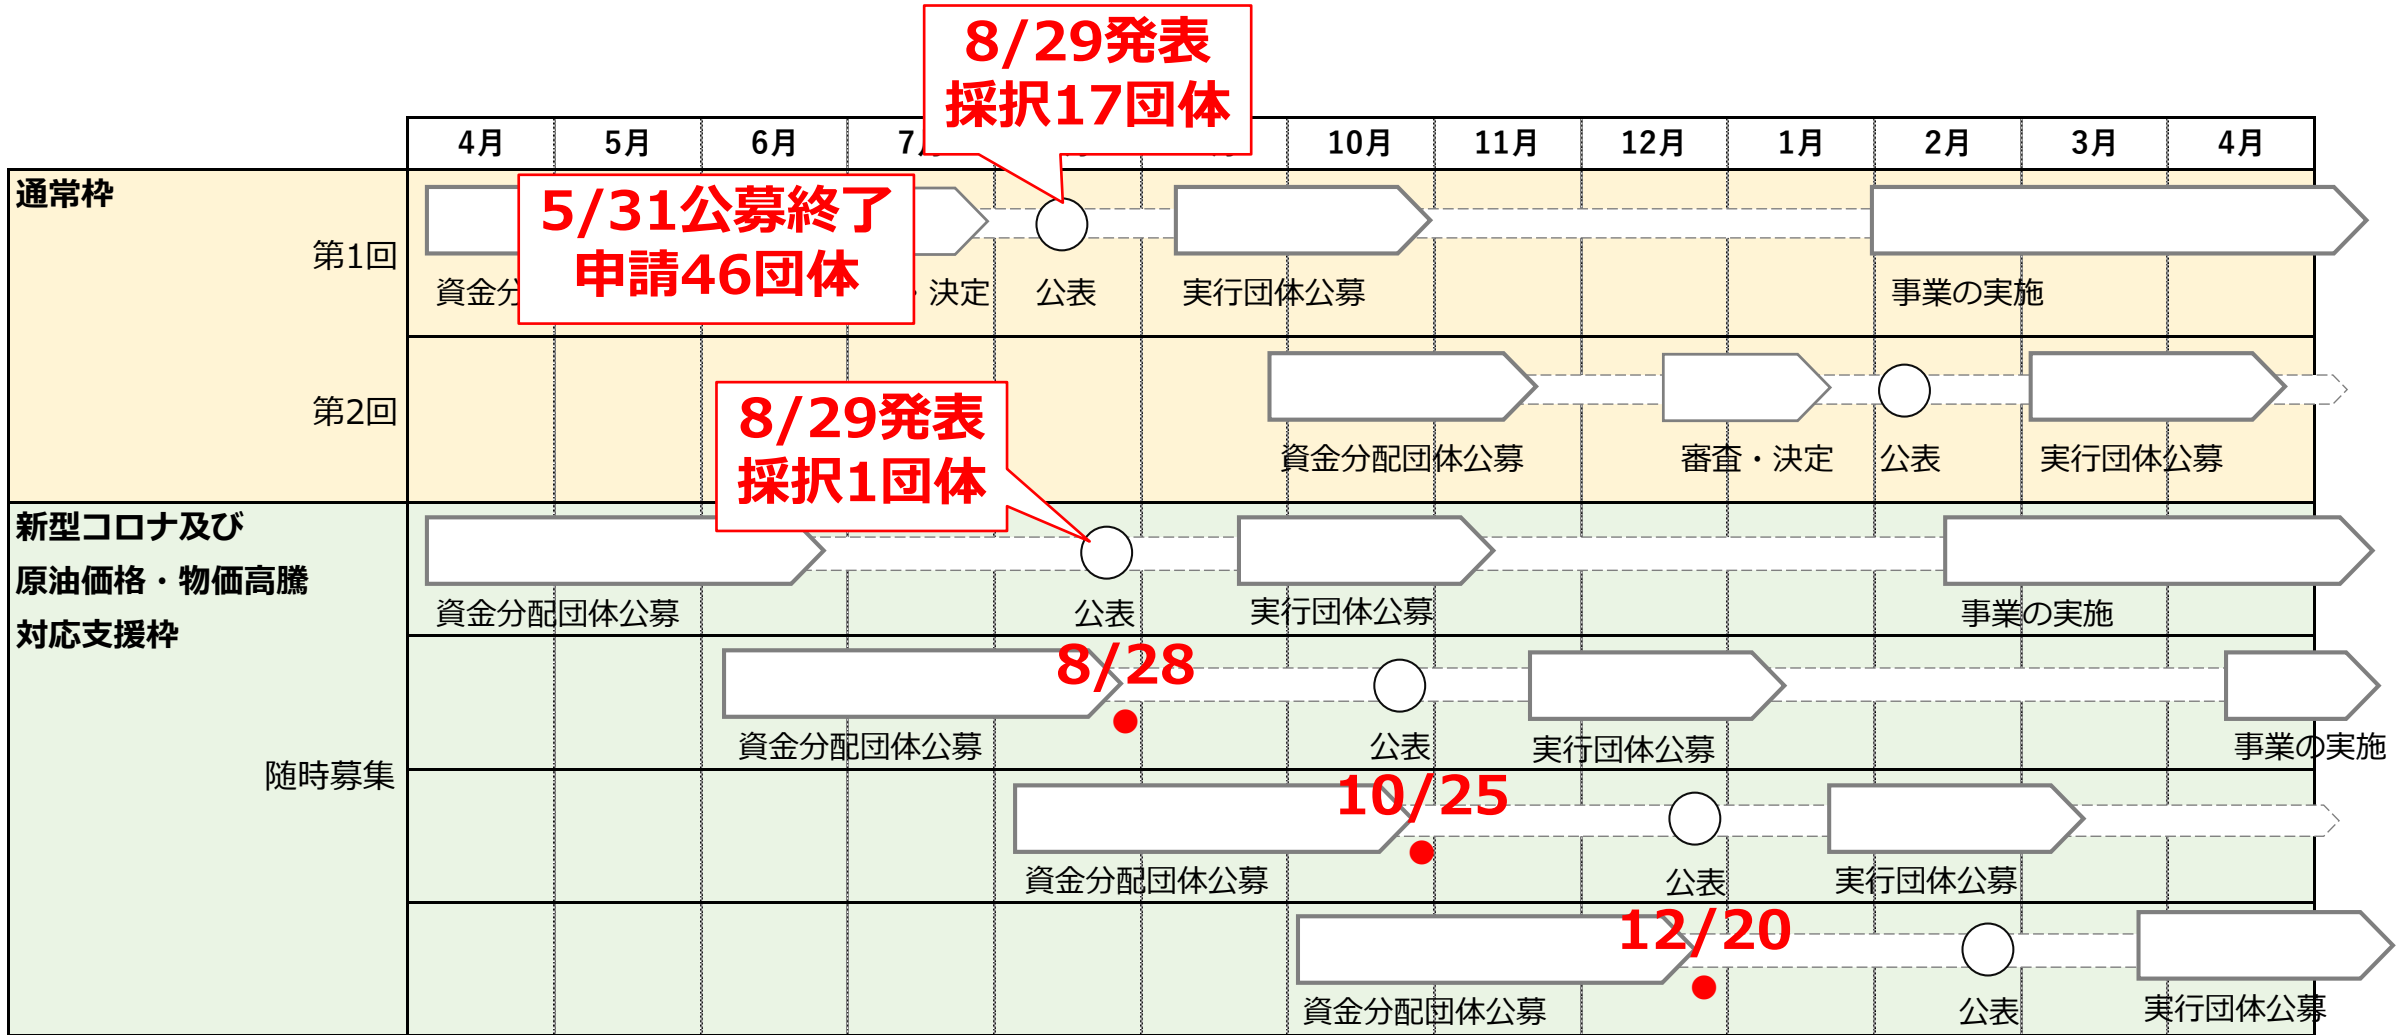 8/29発表
採択17団体
4月 5月 6月 7 10月 11月 12月 1月 2月 3月 4月
通常枠
5/31公募終了
申請46団体
第1回
資金分 ・決定 公表 実行団体公募 事業の実施
8/29発表
採択1団体
第2回
資金分配団体公募 審査・決定 公表 実行団体公募
新型コロナ及び
原油価格・物価高騰
対応支援枠
資金分配団体公募 公表 実行団体公募 事業の実施
8/28
資金分配団体公募 公表 実行団体公募 事業の実施
随時募集
10/25
資金分配団体公募 公表 実行団体公募
12/20
資金分配団体公募 公表 実行団体公募